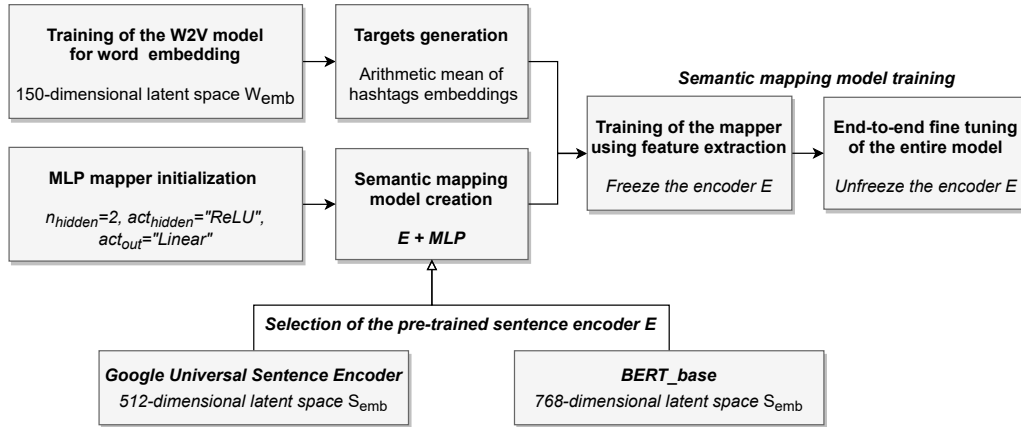 Training of the W2V model
for word embedding
150-dimensional latent space Wemb
Targets generation
Arithmetic mean of
hashtags embeddings
Semantic mapping model training
Training of the mapper
using feature extraction
Freeze the encoder E
End-to-end fine tuning
of the entire model
Unfreeze the encoder E
MLP mapper initialization
nhidden=2, acthidden="ReLU",
actout="Linear"
Semantic mapping
model creation
E + MLP
Selection of the pre-trained sentence encoder E
Google Universal Sentence Encoder
512-dimensional latent space Semb
BERT_base
768-dimensional latent space Semb